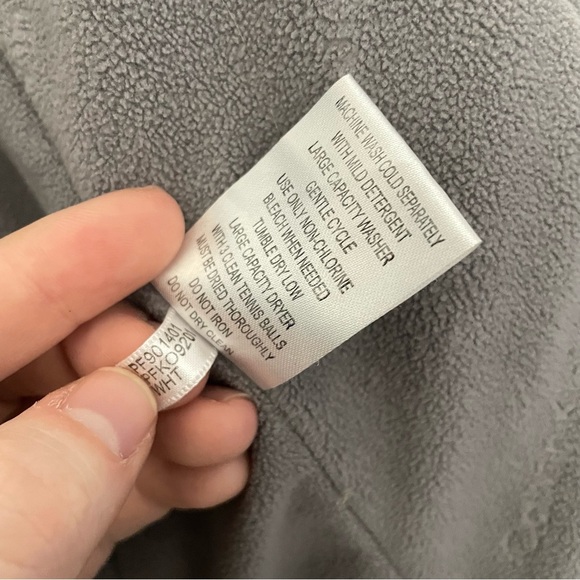 MACHINE WASH COLD SEPARATELY
WITH MILD DETERGENT
LARGE CAPACITY WASHER
GENTLE CYCLE
USE ONLY NON-CHLORINE
BLEACH WHEN NEEDED
TUMBLE DRY LOW
LARGE CAPACITY DRYER
WITH 3 CLEAN TENNIS BALLS
MUST BE DRIED THOROUGHLY
DO NOT IRON
DO NOT DRY CLEAN
WHT